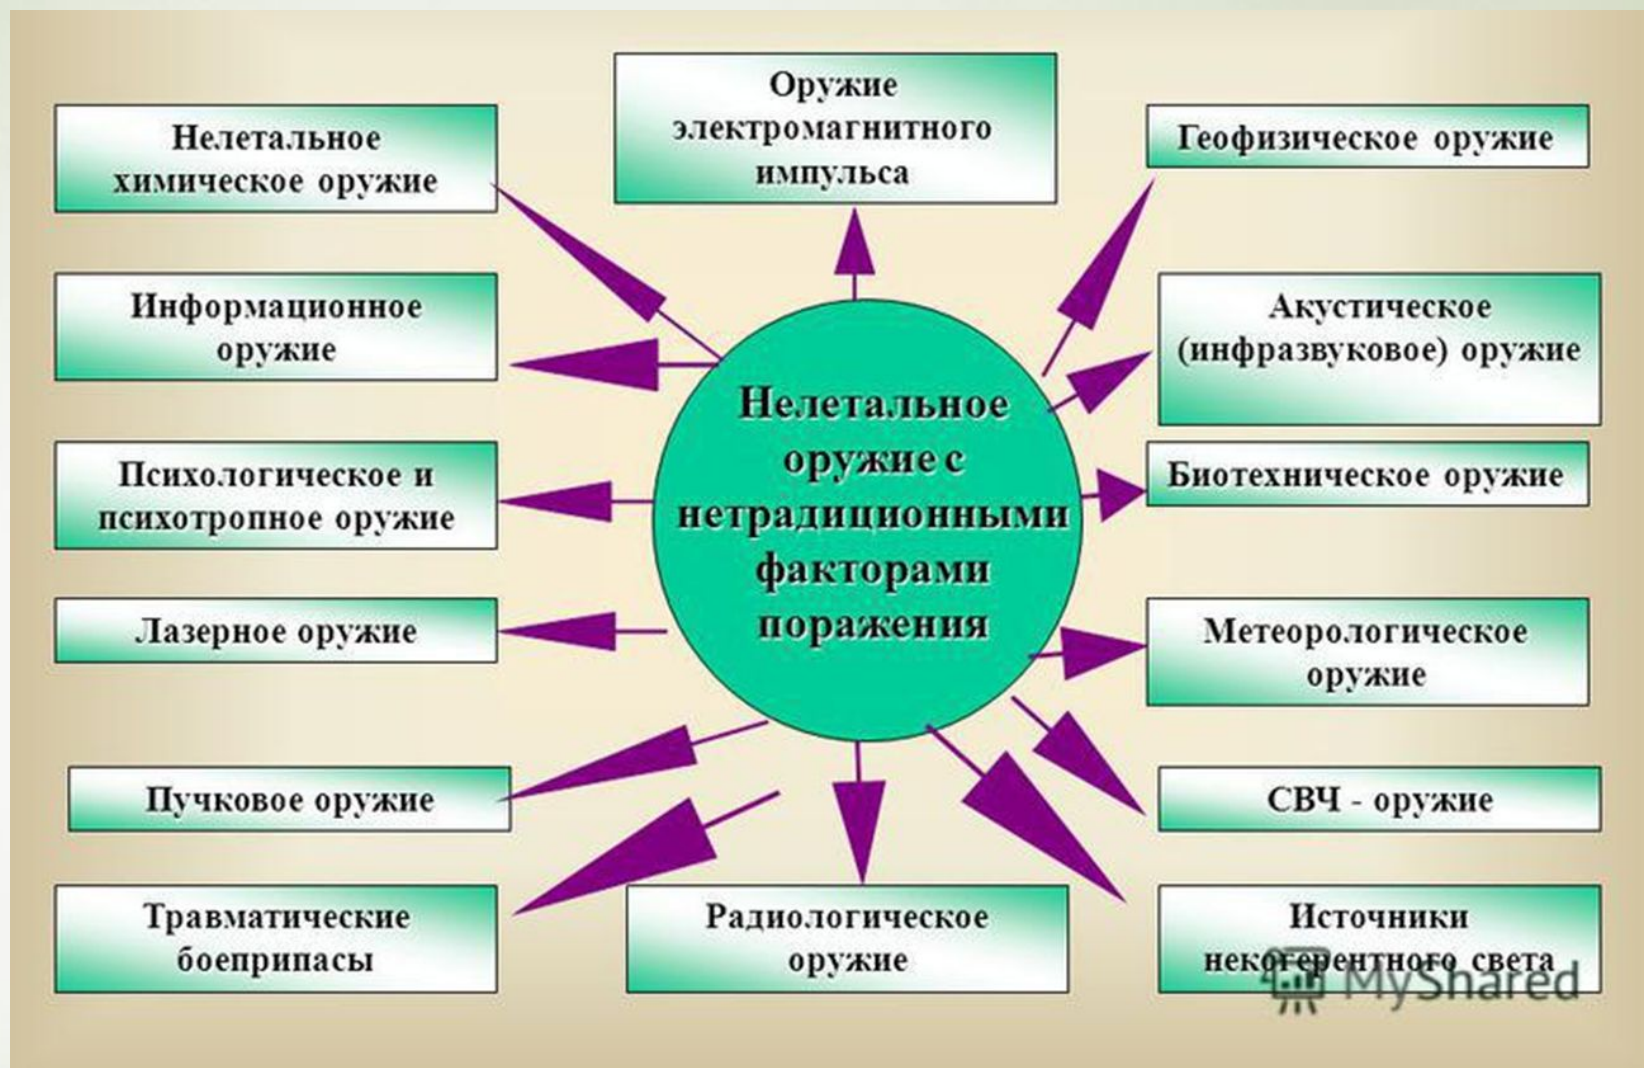 Оружие
электромагнитного
импульса
Нелетальное
химическое оружие
Геофизическое оружие
Информационное
оружие
Акустическое
(инфразвуковое) оружие
Нелетальное
оружие с
нетрадиционными
факторами
поражения
Психологическое и
психотропное оружие
Биотехническое оружие
Лазерное оружие
Метеорологическое
оружие
Пучковое оружие
СВЧ - оружие
Травматические
боеприпасы
Радиологическое
оружие
Источники
некогерентного света
MyShared